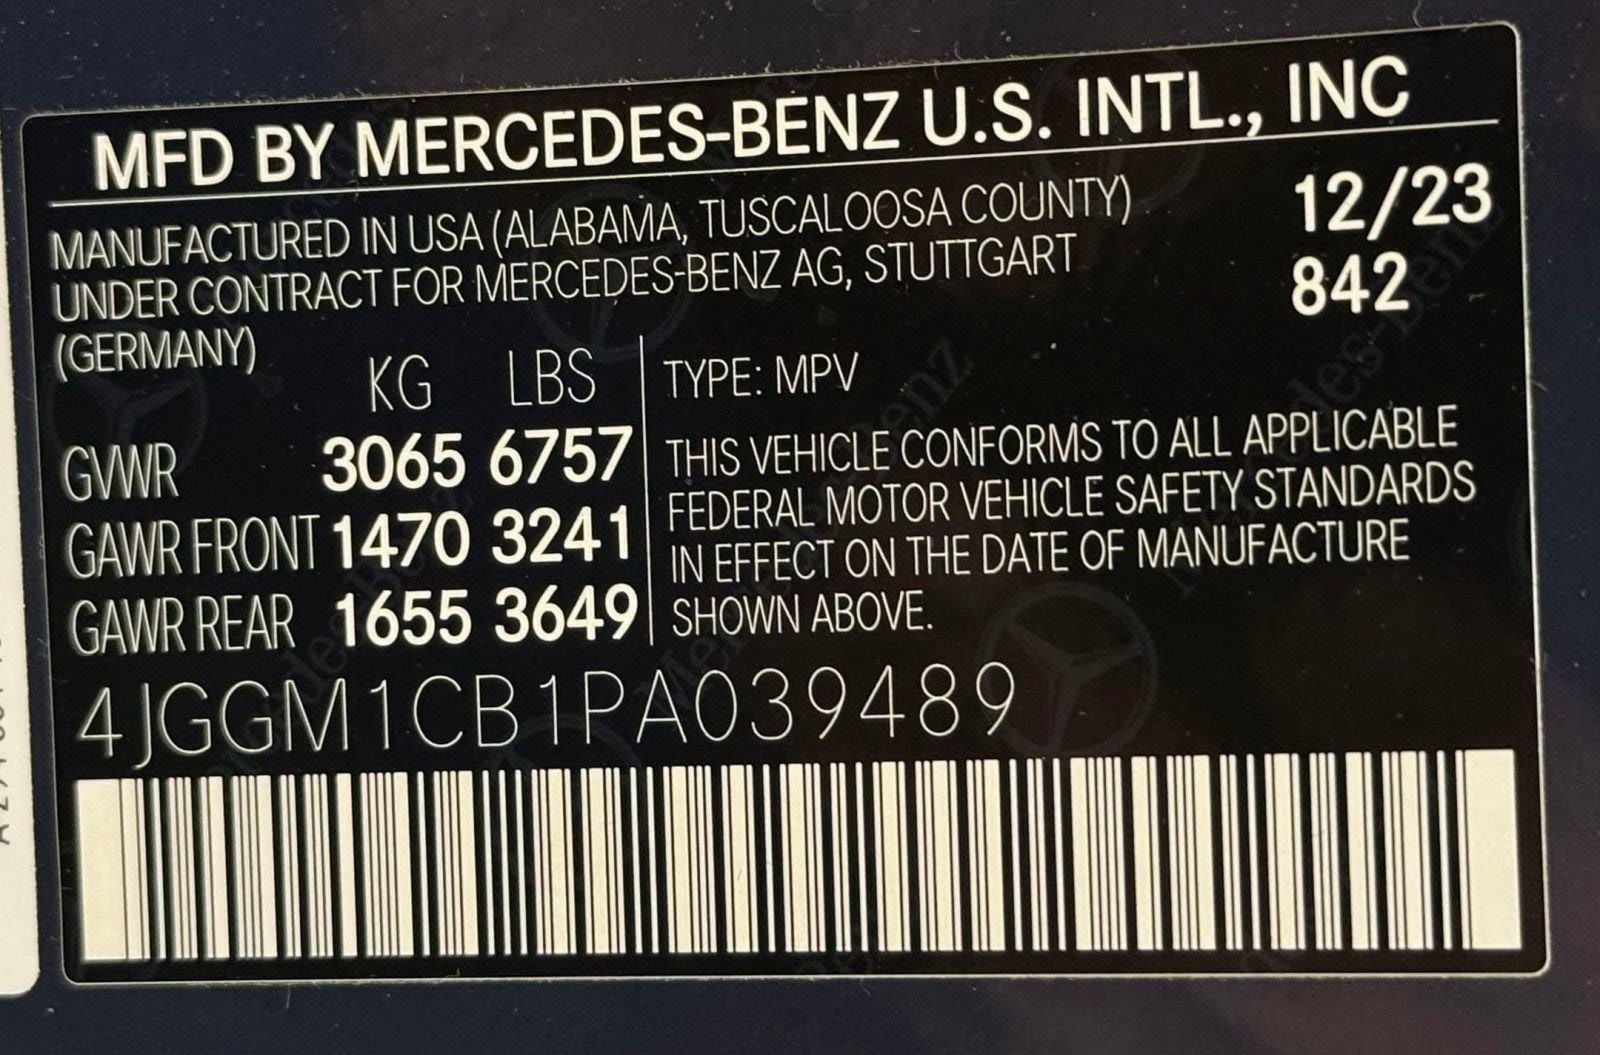 MFD BY MERCEDES-BENZ U.S. INTL., INC
MANUFACTURED IN USA (ALABAMA, TUSCALOOSA COUNTY)
UNDER CONTRACT FOR MERCEDES-BENZ AG, STUTTGART
(GERMANY)
12/23
842
KG LBS
GVWR 3065 6757
GAWR FRONT 1470 3241
GAWR REAR 1655 3649
TYPE: MPV
THIS VEHICLE CONFORMS TO ALL APPLICABLE
FEDERAL MOTOR VEHICLE SAFETY STANDARDS
IN EFFECT ON THE DATE OF MANUFACTURE
SHOWN ABOVE.
4JGGM1CB1PA039489